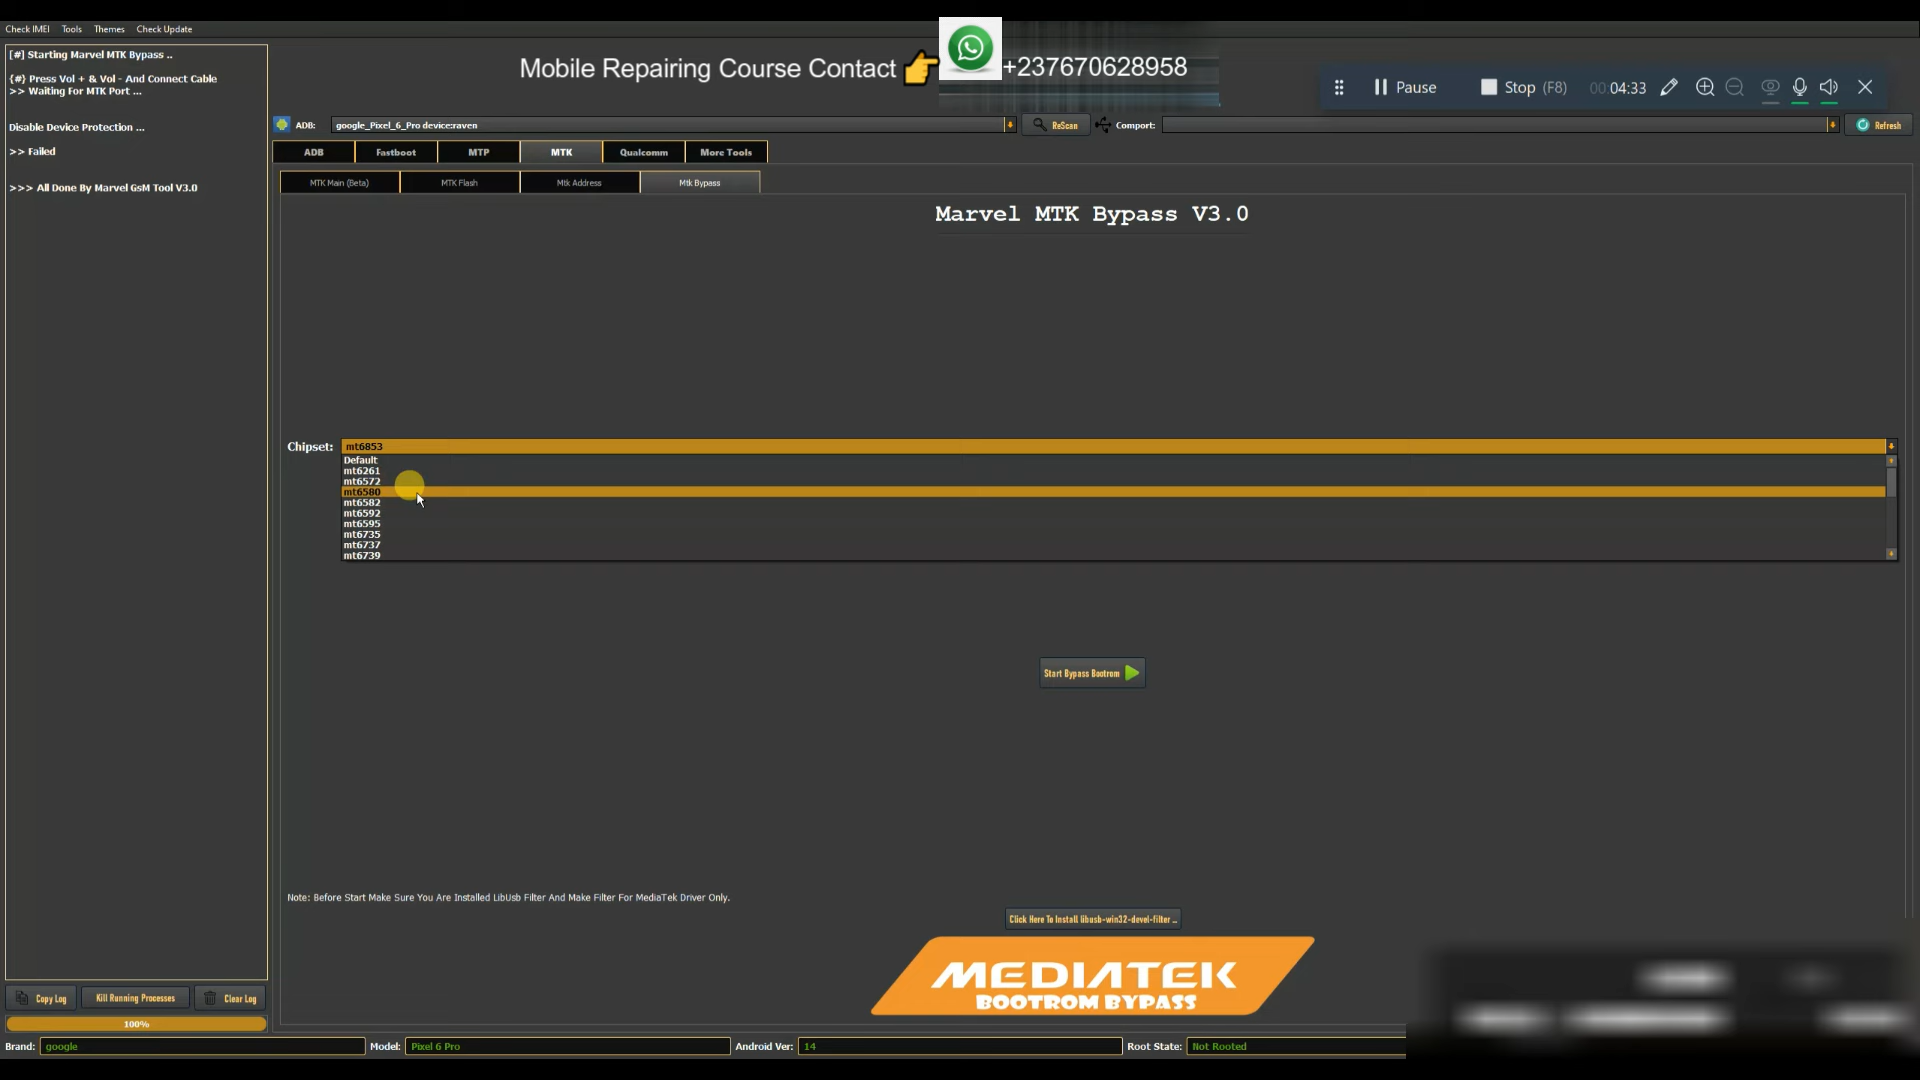 Check IMEI Tools Themes Check Update
[#] Starting Marvel MTK Bypass ..
{#} Press Vol + & Vol - And Connect Cable
>> Waiting For MTK Port ...
Disable Device Protection ...
>> Failed
>>> All Done By Marvel GsM Tool V3.0
Mobile Repairing Course Contact 👉 +237670628958
Pause Stop (F8) 00:04:33
ADB: google_Pixel_6_Pro device:raven ReScan Comport: Refresh
ADB Fastboot MTP MTK Qualcomm More Tools
MTK Main (Beta) MTK Flash Mtk Address Mtk Bypass
Marvel MTK Bypass V3.0
Chipset: mt6853
Default
mt6261
mt6572
mt6580
mt6582
mt6592
mt6595
mt6735
mt6737
mt6739
Start Bypass Bootrom
Note: Before Start Make Sure You Are Installed LibUsb Filter And Make Filter For MediaTek Driver Only.
Click Here To Install libusb-win32-devel-filter ..
MEDIATEK
BOOTROM BYPASS
Copy Log Kill Running Processes Clear Log
100%
Brand: google Model: Pixel 6 Pro Android Ver: 14 Root State: Not Rooted